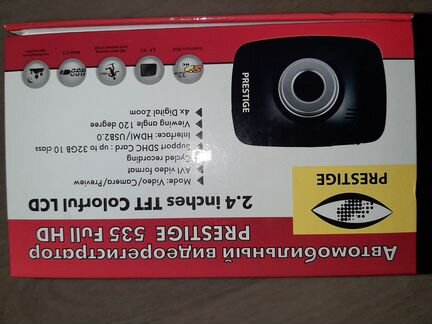 Автомобильный видеорегистратор
PRESTIGE 535 Full HD
PRESTIGE
2.4 inches TFT Colorful LCD
Mode: Video/Camera/Preview
AVI video format
Cycled recording
Support SDHC Card : up to 32GB 10 class
Interface: HDMI/USB2.0
Viewing angle 120 degree
4x Digital Zoom
PRESTIGE